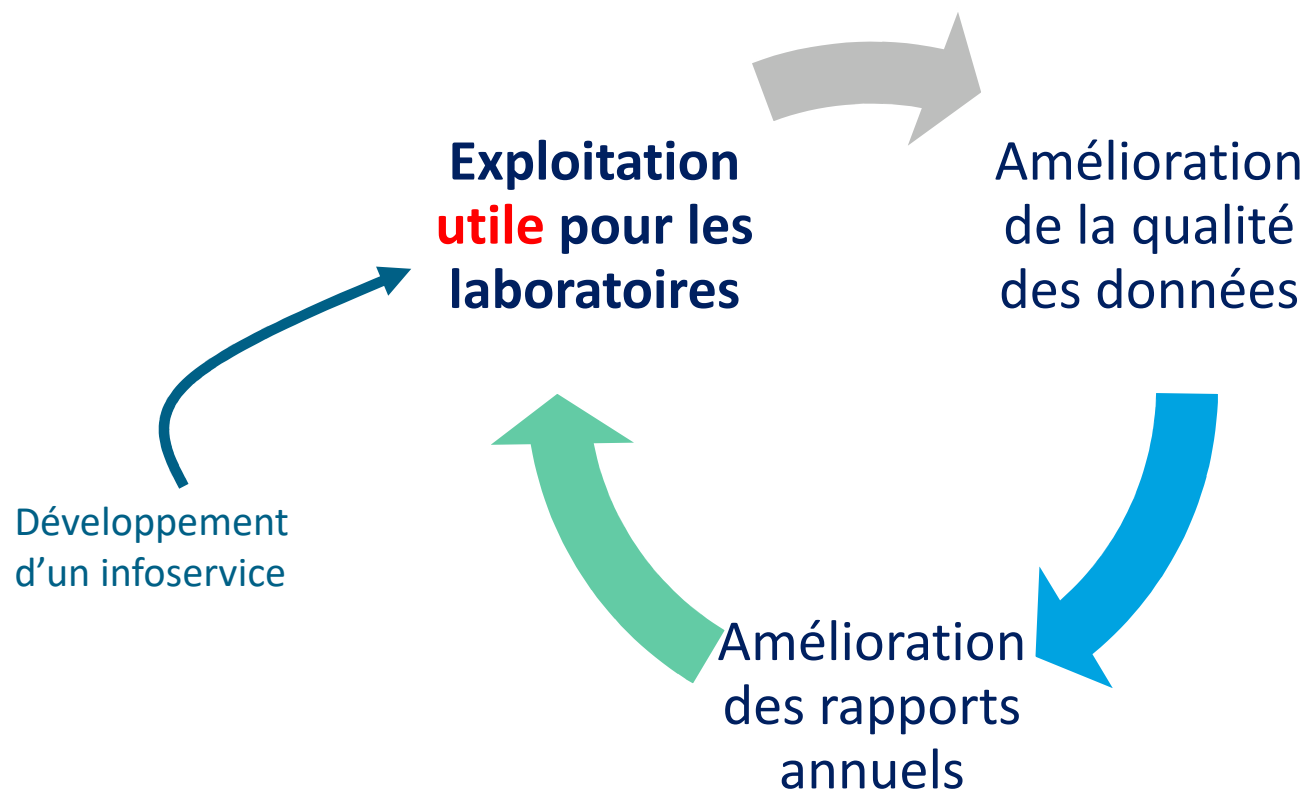 Exploitation
utile pour les
laboratoires
Amélioration
de la qualité
des données
Développement
d’un infoservice
Amélioration
des rapports
annuels